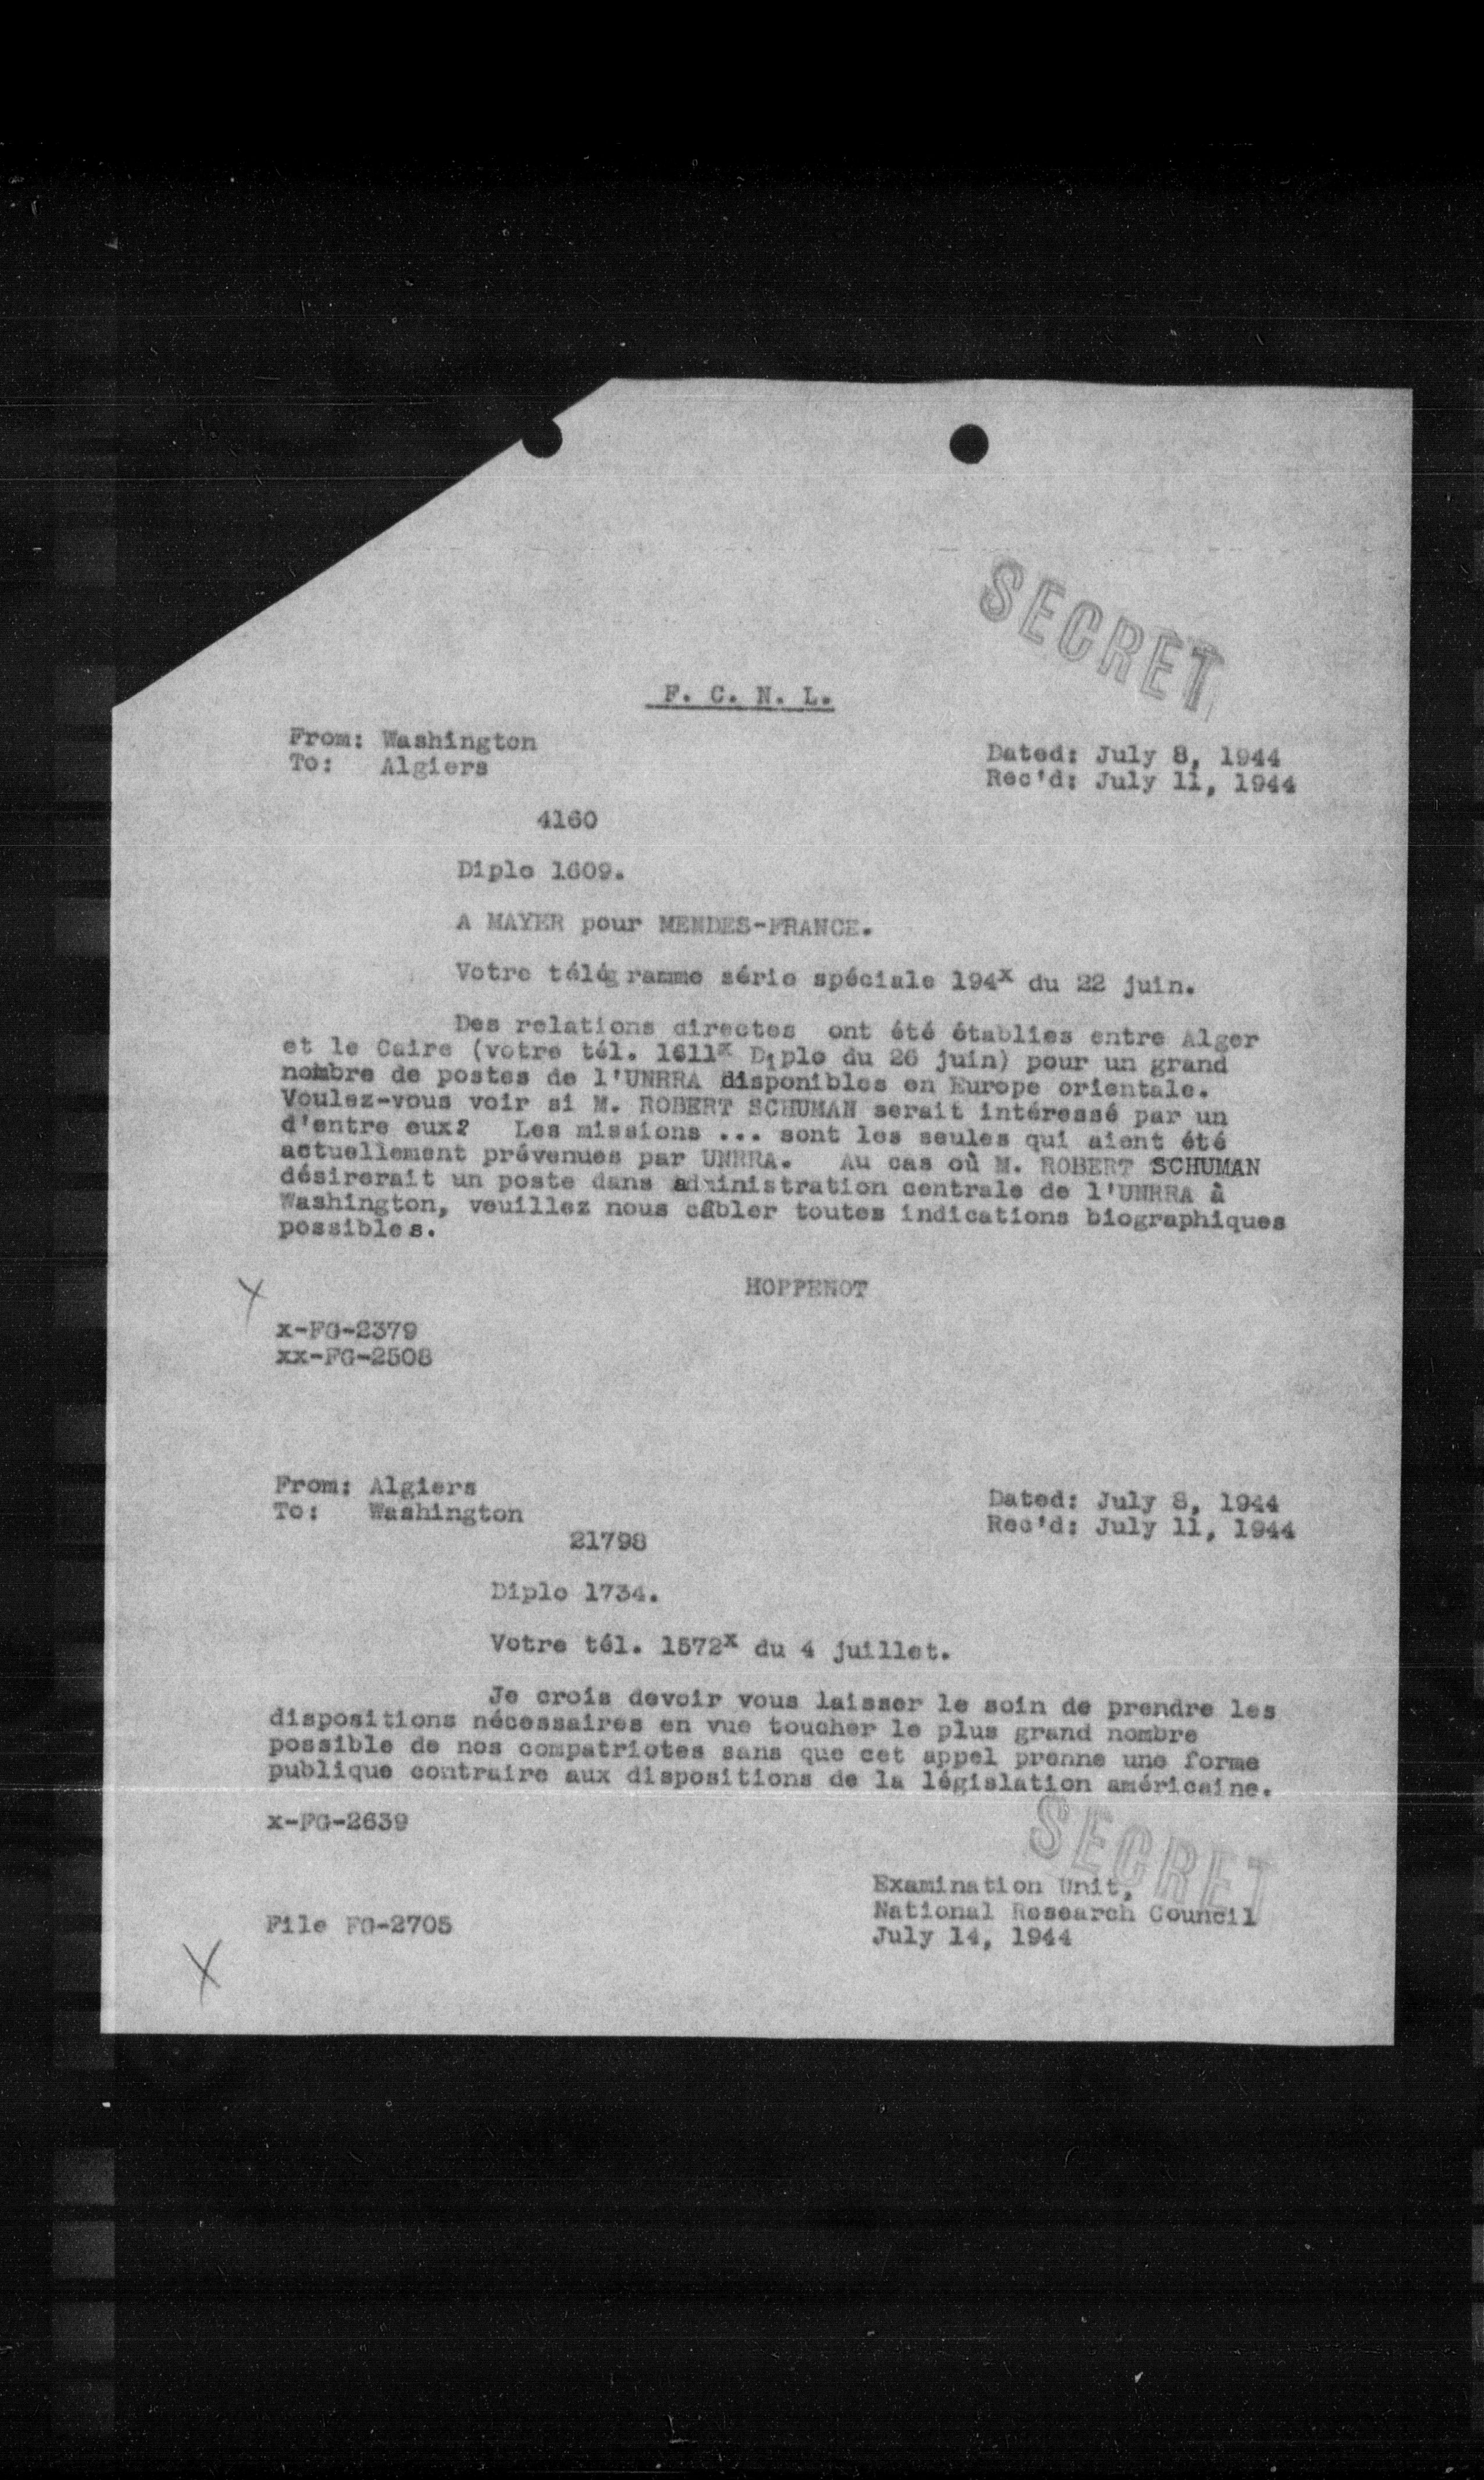 SECRET
F. C. N. L.
From: Washington
To: Algiers
Dated: July 8, 1944
Rec'd: July 11, 1944
4160
Diplo 1609.
A MAYER pour MENDES-FRANCE.
Votre télégramme série spéciale 194x du 22 juin.
Des relations directes ont été établies entre Alger
et le Caire (votre tél. 1611x Diplo du 26 juin) pour un grand
nombre de postes de l'UNRRA disponibles en Europe orientale.
Voulez-vous voir si M. ROBERT SCHUMAN serait intéressé par un
d'entre eux? Les missions ... sont les seules qui aient été
actuellement prévenues par UNRRA. Au cas où M. ROBERT SCHUMAN
désirerait un poste dans administration centrale de l'UNRRA à
Washington, veuillez nous câbler toutes indications biographiques
possibles.
HOPPENOT
x-FG-2379
xx-FG-2508
From: Algiers
To: Washington
Dated: July 8, 1944
Rec'd: July 11, 1944
21798
Diplo 1734.
Votre tél. 1572x du 4 juillet.
Je crois devoir vous laisser le soin de prendre les
dispositions nécessaires en vue toucher le plus grand nombre
possible de nos compatriotes sans que cet appel prenne une forme
publique contraire aux dispositions de la législation américaine.
x-FG-2639
SECRET
Examination Unit,
National Research Council
July 14, 1944
File FG-2705